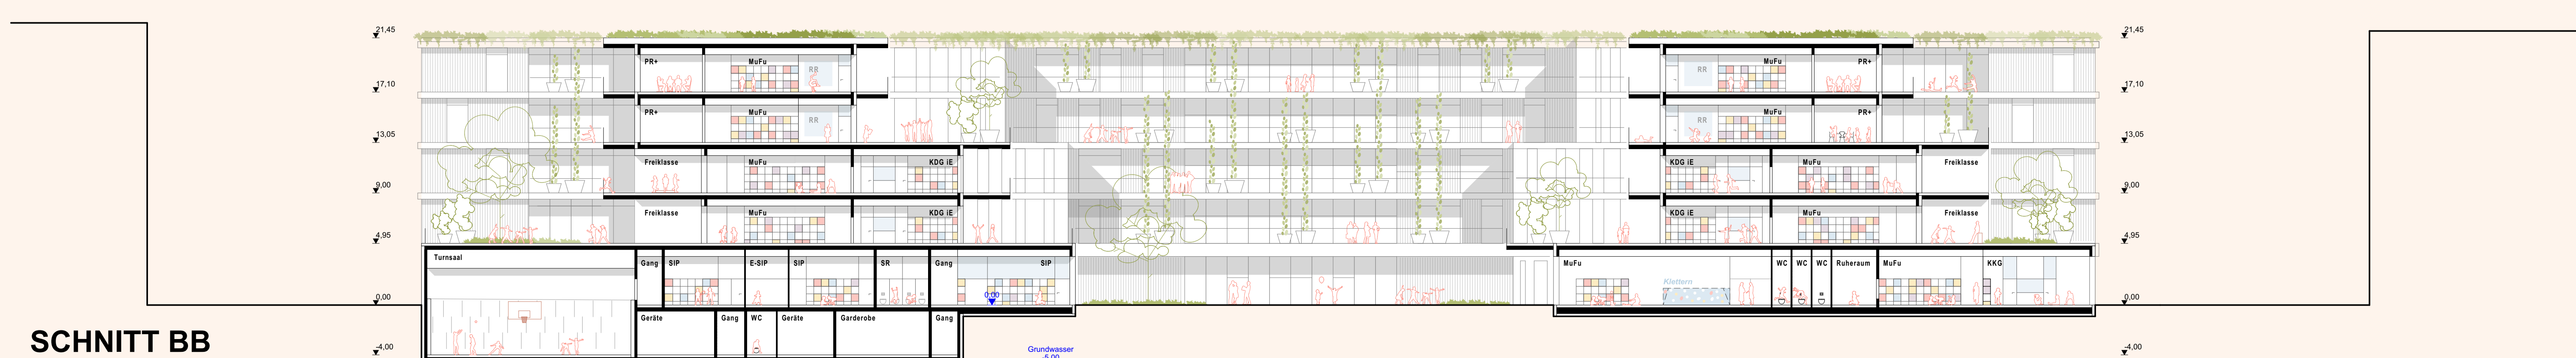 21,45
21,45
PR+ MuFu RR
RR MuFu PR+
17,10
17,10
PR+ MuFu RR
RR MuFu PR+
13,05
13,05
Freiklasse MuFu KDG iE
KDG iE MuFu Freiklasse
9,00
9,00
Freiklasse MuFu KDG iE
KDG iE MuFu Freiklasse
4,95
4,95
Turnsaal
Gang SIP E-SIP SIP SR Gang SIP
MuFu WC WC WC Ruheraum MuFu KKG
Klettern
0,00
0,00
0,00
Geräte Gang WC Geräte Garderobe Gang
SCHNITT BB
-4,00
-4,00
Grundwasser
-5,00